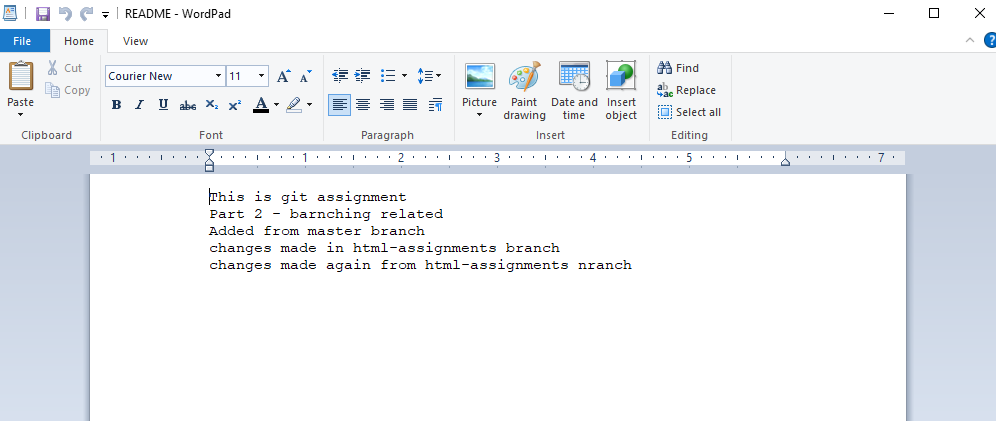 README - WordPad
File Home View
Paste Cut Copy Clipboard
Courier New 11 A A
B I U abc X₂ X² A
Font
Paragraph
Picture Paint drawing Date and time Insert object
Insert
Find
Replace
Select all
Editing
1 1 2 3 4 5 7
This is git assignment
Part 2 - barnching related
Added from master branch
changes made in html-assignments branch
changes made again from html-assignments nranch